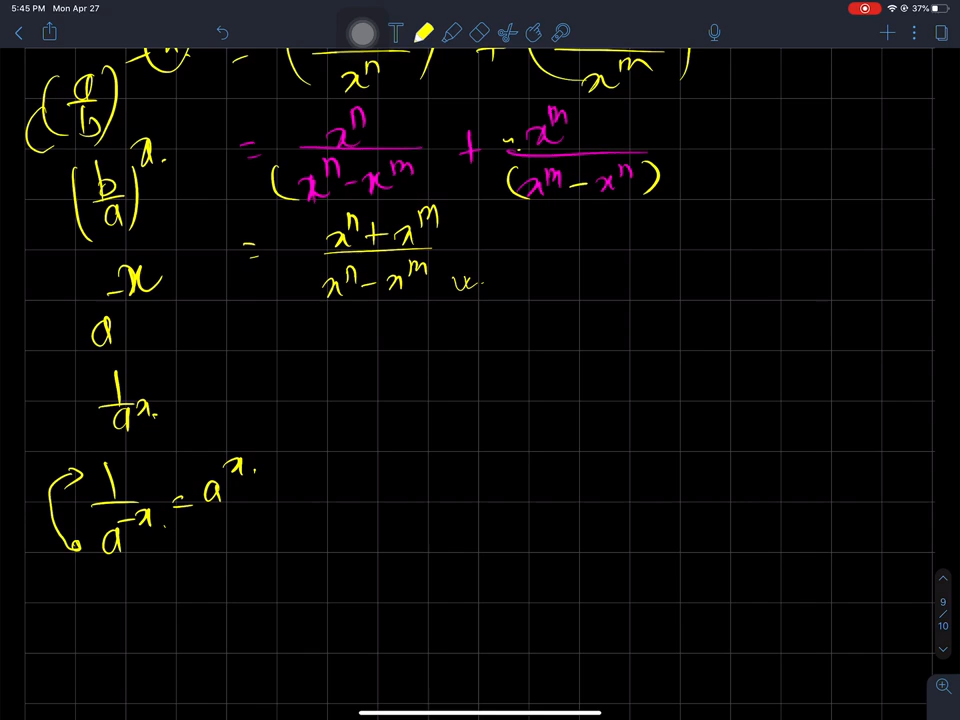 5:45 PM Mon Apr 27 37%
T
= ( / x^n ) + ( / x^m )
(a/b)
= x^n/(x^n - x^m + x^m/(x^m - x^n)
(b/a)^x.
= x^n + x^m / x^n - x^m
-x
a
1/a^x.
1/a^-x. = a^x.
9
/
10